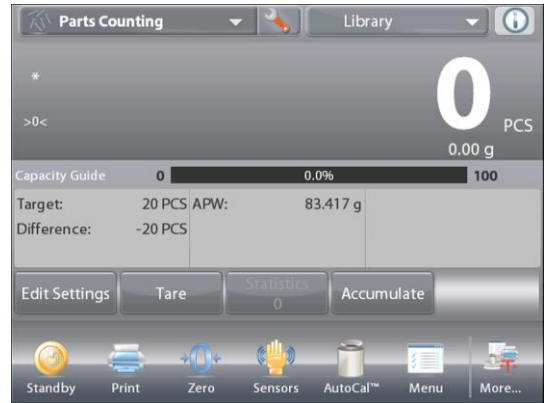 Parts Counting
Library
*
0
>0<
PCS
0.00 g
Capacity Guide 0 0.0% 100
Target: 20 PCS APW: 83.417 g
Difference: -20 PCS
Edit Settings Tare Statistics Accumulate
0
Standby Print Zero Sensors AutoCal™ Menu More...